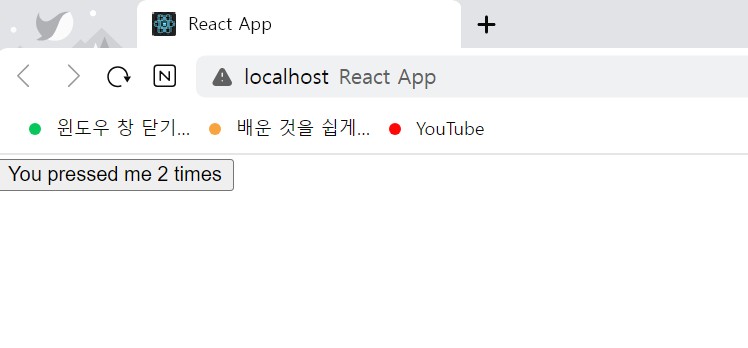 React App
N
localhost React App
윈도우 창 닫기... 배운 것을 쉽게... YouTube
You pressed me 2 times